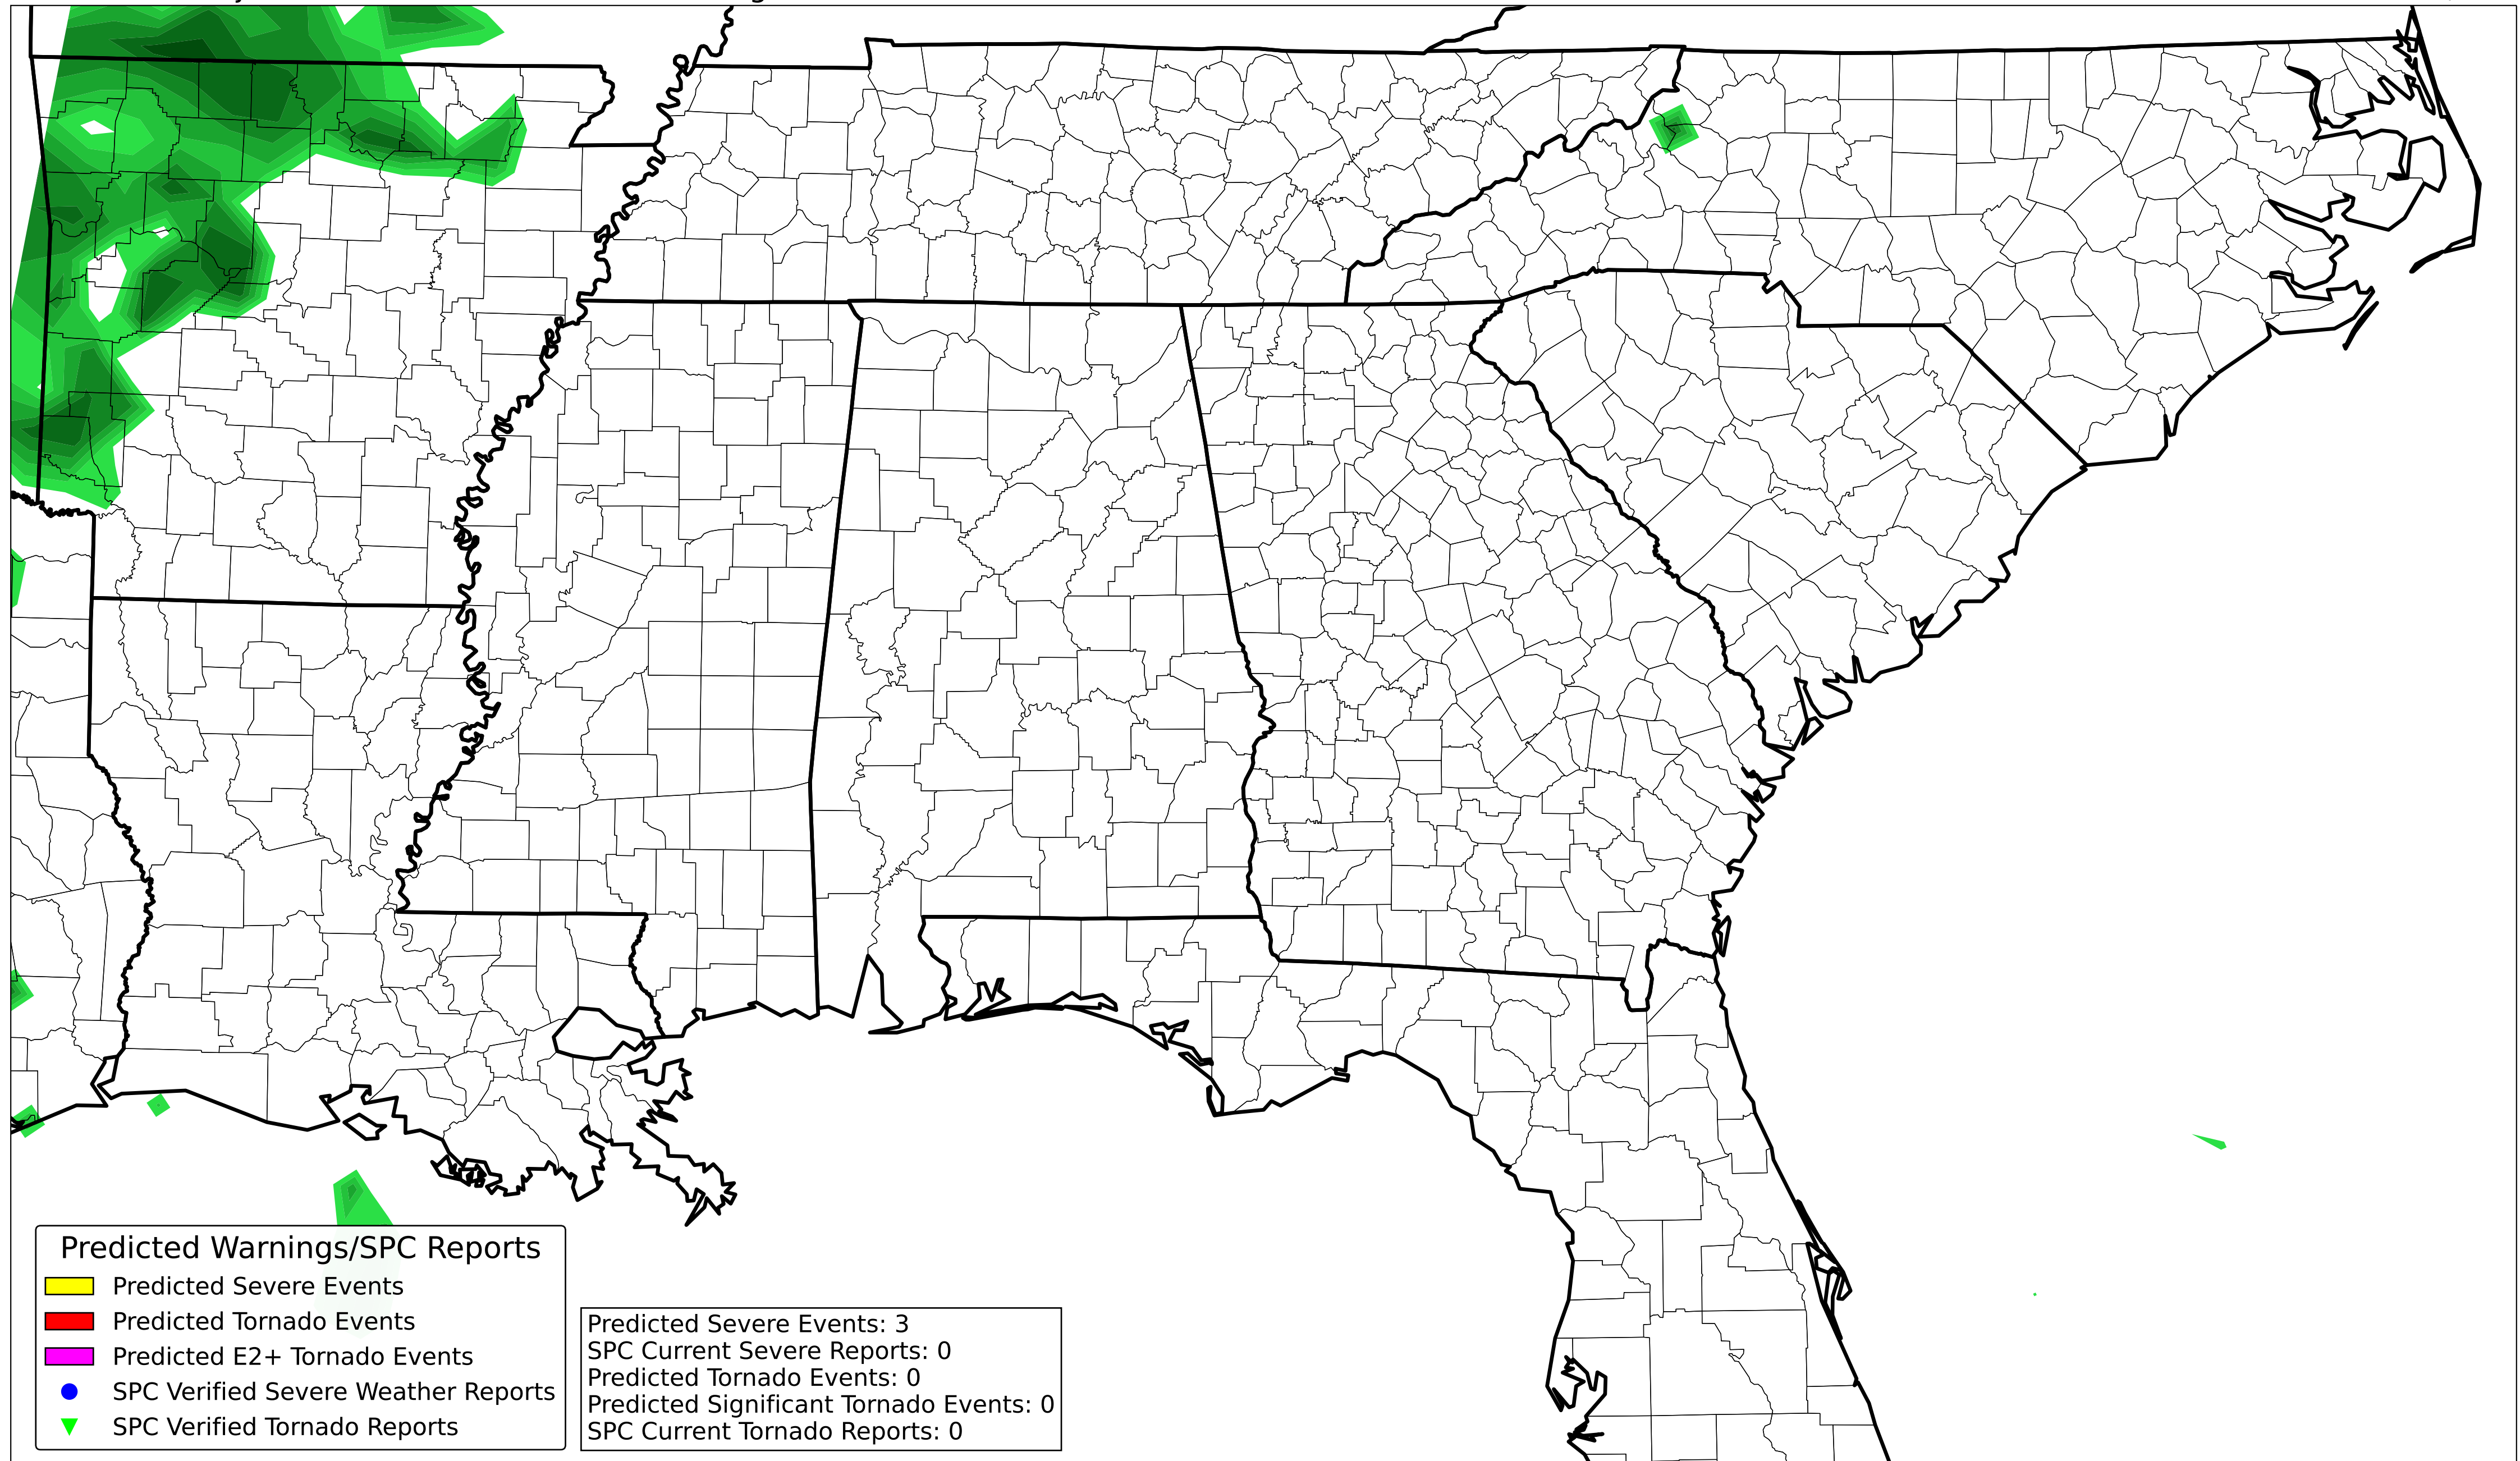 Predicted Warnings/SPC Reports
Predicted Severe Events
Predicted Tornado Events
Predicted E2+ Tornado Events
SPC Verified Severe Weather Reports
SPC Verified Tornado Reports
Predicted Severe Events: 3
SPC Current Severe Reports: 0
Predicted Tornado Events: 0
Predicted Significant Tornado Events: 0
SPC Current Tornado Reports: 0